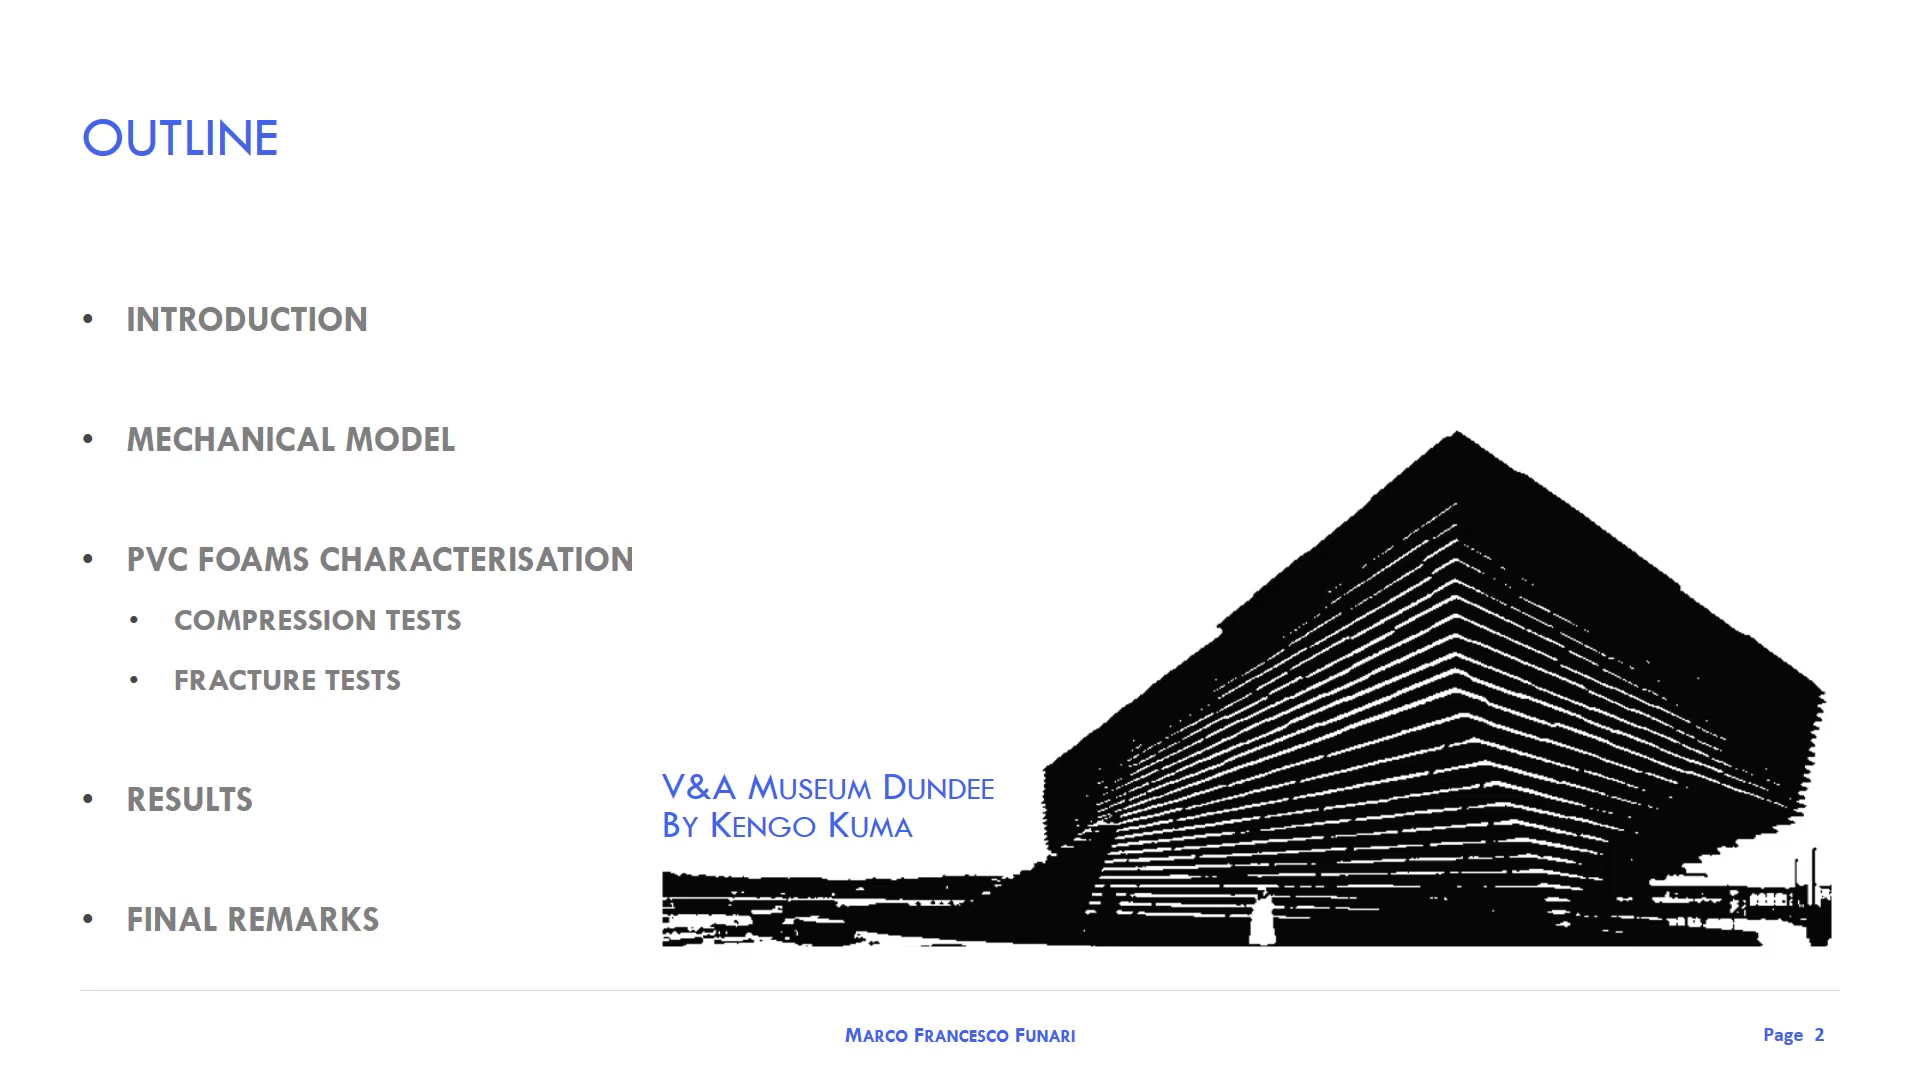 OUTLINE
• INTRODUCTION
• MECHANICAL MODEL
• PVC FOAMS CHARACTERISATION
• COMPRESSION TESTS
• FRACTURE TESTS
• RESULTS
• FINAL REMARKS
V&A MUSEUM DUNDEE
BY KENGO KUMA
MARCO FRANCESCO FUNARI
Page 2